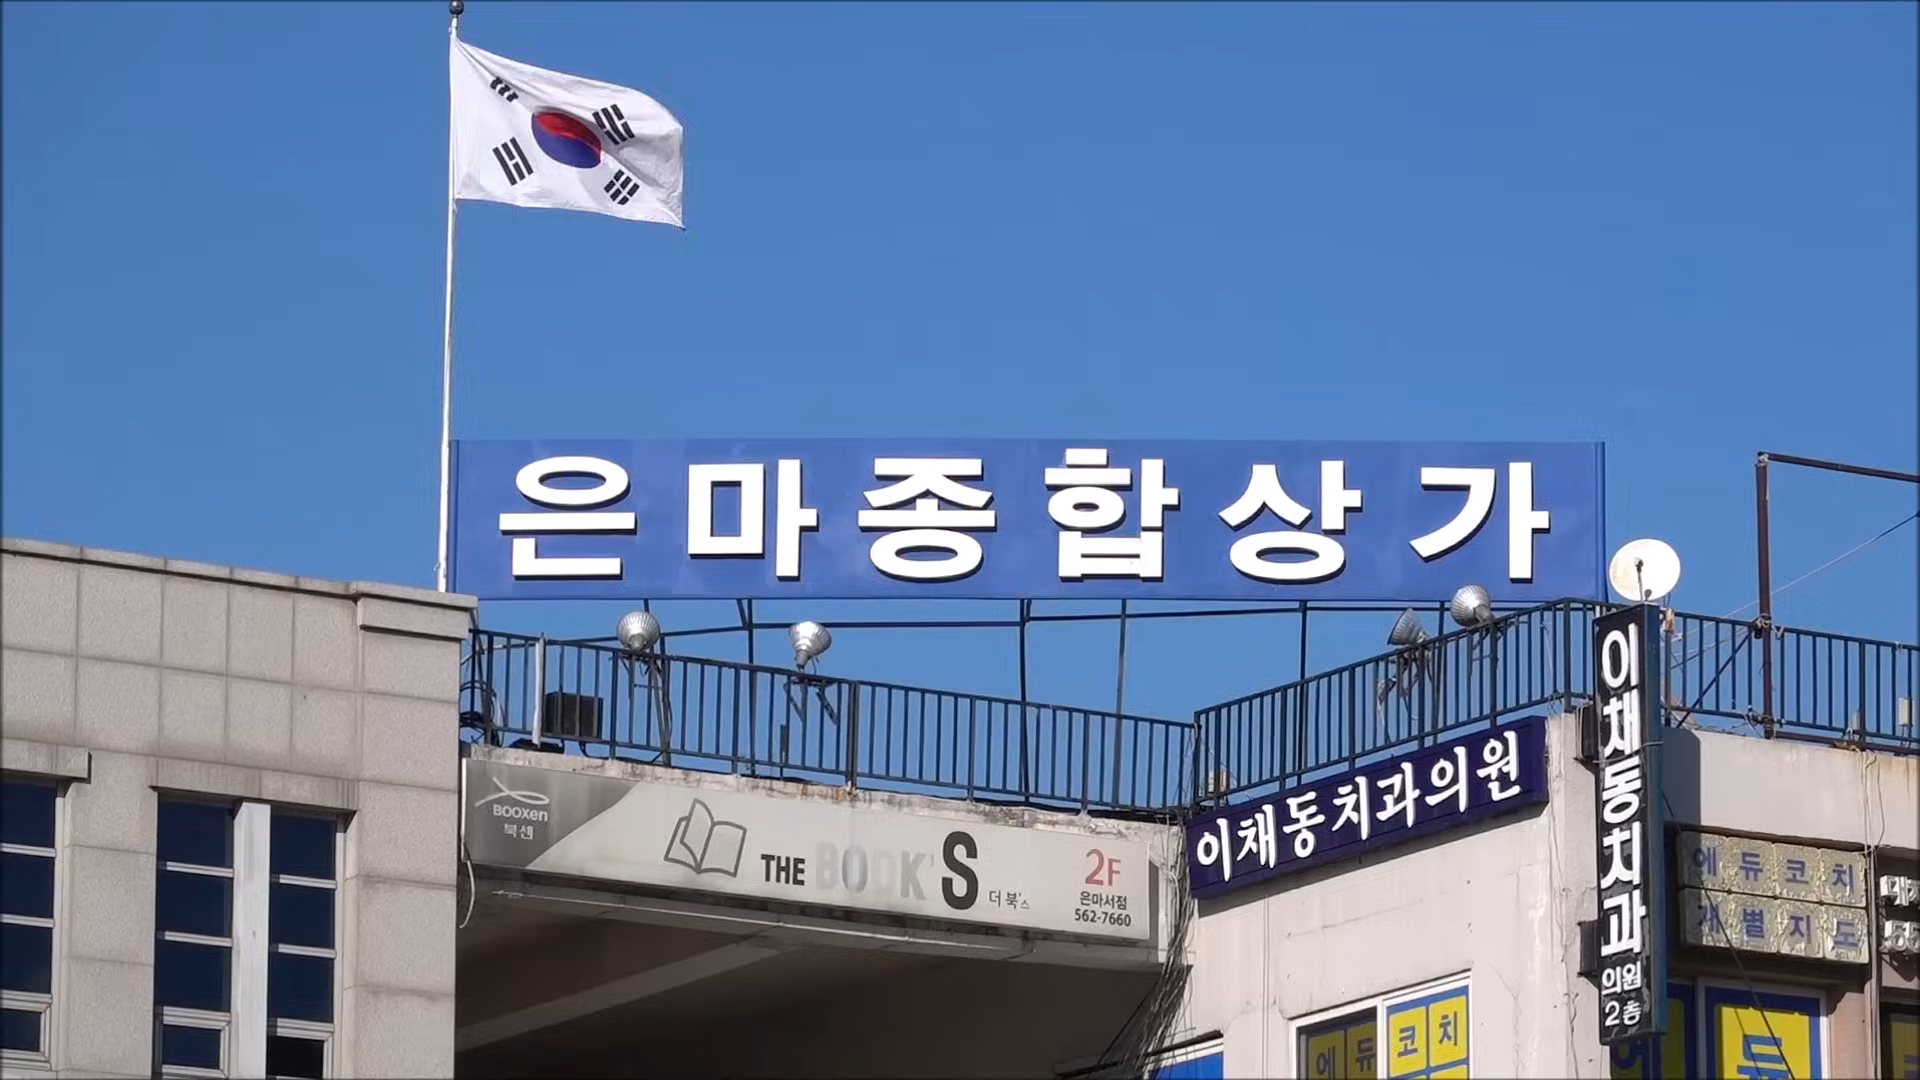 은마종합상가
BOOXEN
북센
THE BOOK'S 더 북's
2F
은마서점
562-7660
이채동치과의원
이채동치과
의원
2층
에듀코치
개별지도
에듀코치
에듀